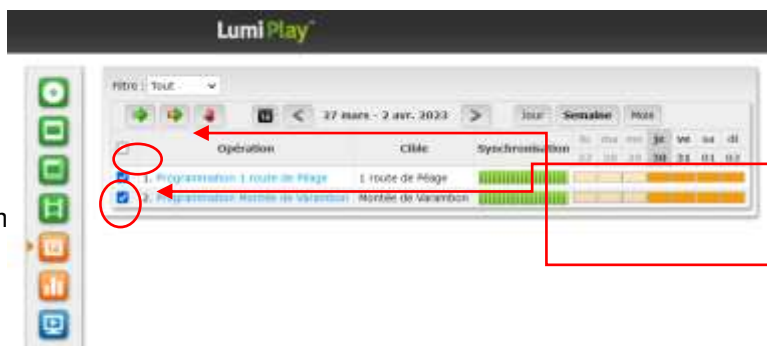 LumiPlay
Filtre : Tout
27 mars - 2 avr. 2023 Jour Semaine Mois
Opération Cible Synchronisation lu ma me je ve sa di
27 28 29 30 31 01 02
1. Programmation 1 route de Péage 1 route de Péage
2. Programmation Montée de Varambon Montée de Varambon
n